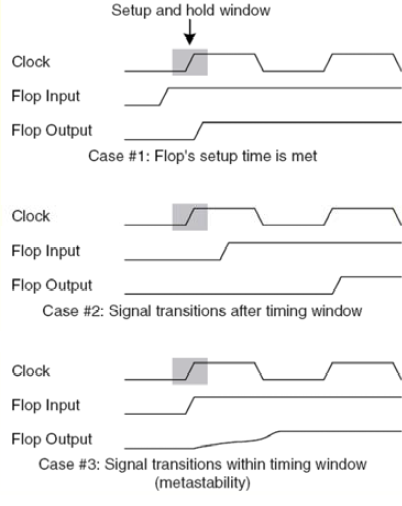 Setup and hold window
Clock
Flop Input
Flop Output
Case #1: Flop's setup time is met
Clock
Flop Input
Flop Output
Case #2: Signal transitions after timing window
Clock
Flop Input
Flop Output
Case #3: Signal transitions within timing window
(metastability)